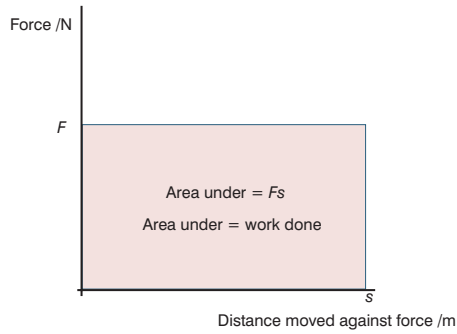 Force /N
F
Area under = Fs
Area under = work done
s
Distance moved against force /m